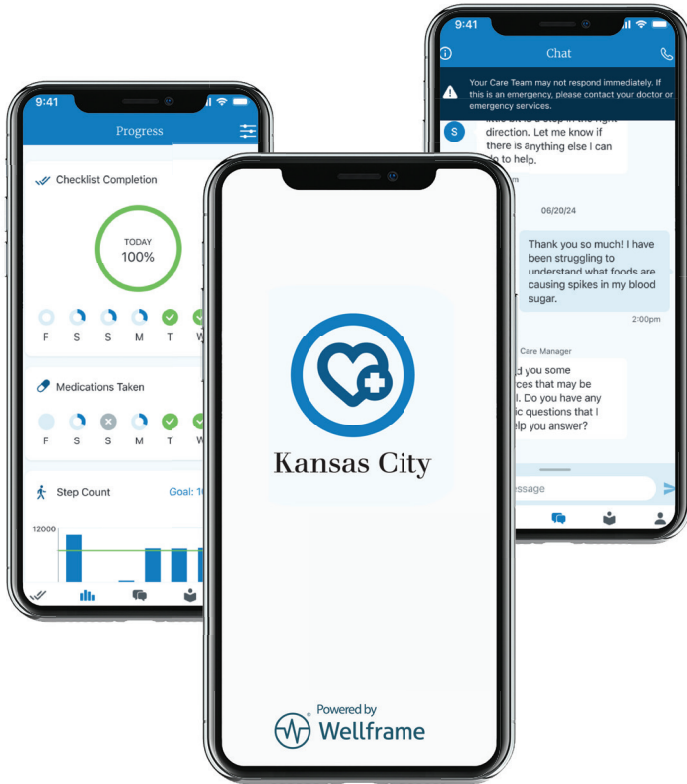 9:41
Progress
Checklist Completion
TODAY
100%
F S S M T
Medications Taken
F S S M T
Step Count
Goal:
12000
Kansas City
Powered by
Wellframe
9:41
Chat
Your Care Team may not respond immediately. If
this is an emergency, please contact your doctor or
emergency services.
S
direction. Let me know if
there is anything else I can
to help.
06/20/24
Thank you so much! I have
been struggling to
understand what foods are
causing spikes in my blood
sugar.
2:00pm
Care Manager
you some
that may be
Do you have any
questions that I
you answer?